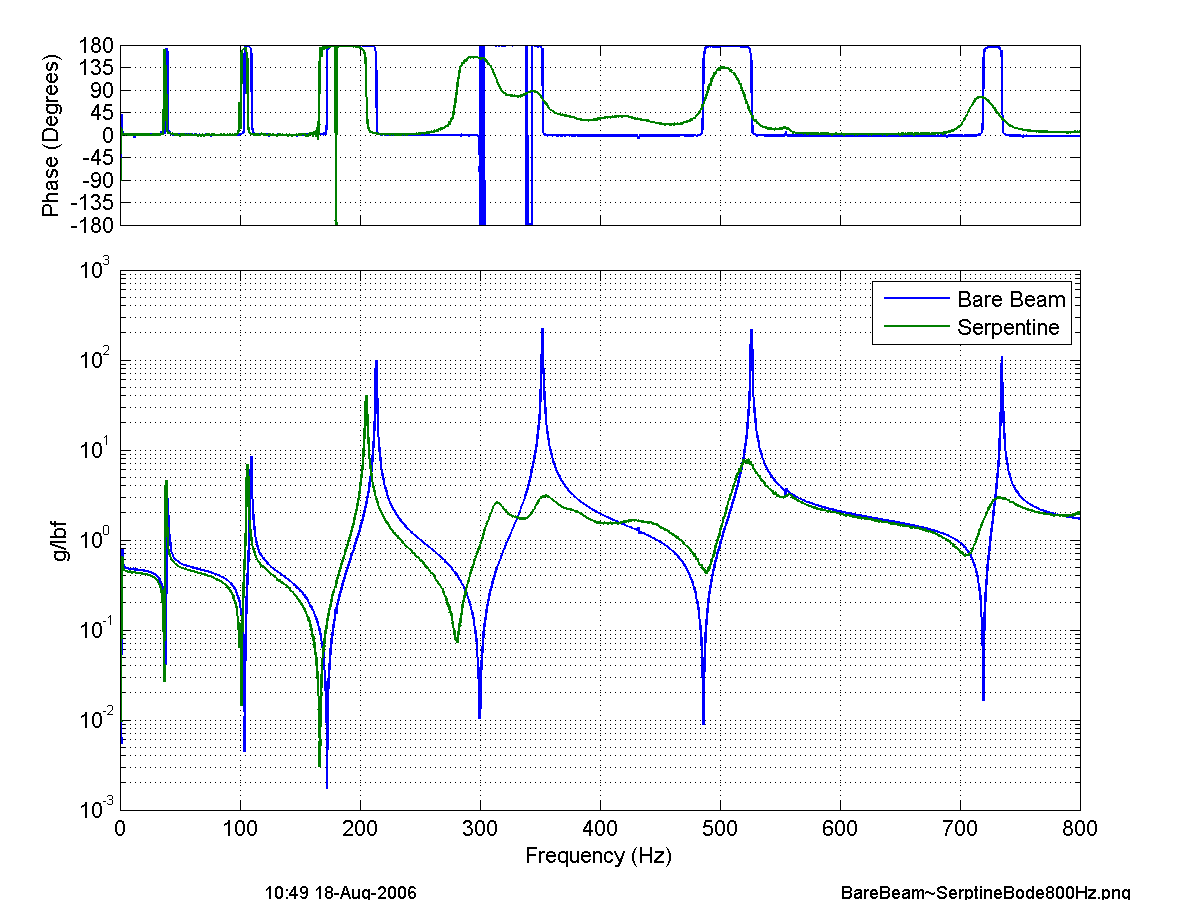 180
135
90
45
0
-45
-90
-135
-180
Phase (Degrees)
10^3
10^2
10^1
10^0
10^-1
10^-2
10^-3
g/lbf
Bare Beam
Serpentine
0 100 200 300 400 500 600 700 800
Frequency (Hz)
10:49 18-Aug-2006
BareBeam~SerptineBode800Hz.png